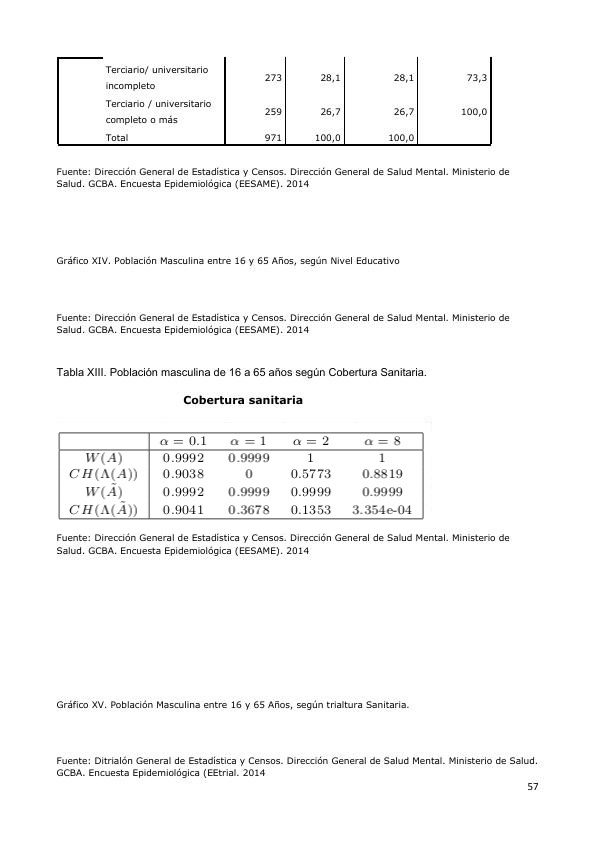 Terciario/ universitario
incompleto 273 28,1 28,1 73,3
Terciario / universitario
completo o más 259 26,7 26,7 100,0
Total 971 100,0 100,0
Fuente: Dirección General de Estadística y Censos. Dirección General de Salud Mental. Ministerio de
Salud. GCBA. Encuesta Epidemiológica (EESAME). 2014
Gráfico XIV. Población Masculina entre 16 y 65 Años, según Nivel Educativo
Fuente: Dirección General de Estadística y Censos. Dirección General de Salud Mental. Ministerio de
Salud. GCBA. Encuesta Epidemiológica (EESAME). 2014
Tabla XIII. Población masculina de 16 a 65 años según Cobertura Sanitaria.
Cobertura sanitaria
α = 0.1 α = 1 α = 2 α = 8
W(A) 0.9992 0.9999 1 1
CH(Λ(A)) 0.9038 0 0.5773 0.8819
W(Ã) 0.9992 0.9999 0.9999 0.9999
CH(Λ(Ã)) 0.9041 0.3678 0.1353 3.354e-04
Fuente: Dirección General de Estadística y Censos. Dirección General de Salud Mental. Ministerio de
Salud. GCBA. Encuesta Epidemiológica (EESAME). 2014
Gráfico XV. Población Masculina entre 16 y 65 Años, según trialtura Sanitaria.
Fuente: Ditrialón General de Estadística y Censos. Dirección General de Salud Mental. Ministerio de Salud.
GCBA. Encuesta Epidemiológica (EEtrial. 2014
57